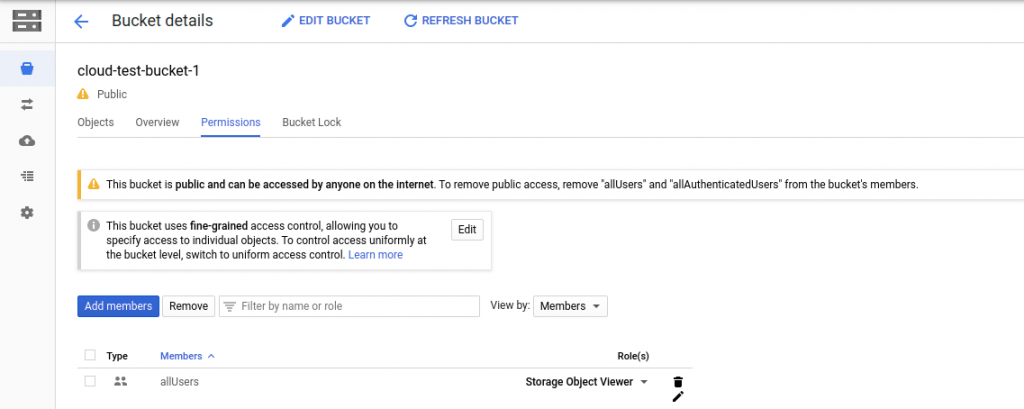 Bucket details EDIT BUCKET REFRESH BUCKET
cloud-test-bucket-1
Public
Objects Overview Permissions Bucket Lock
This bucket is public and can be accessed by anyone on the internet. To remove public access, remove "allUsers" and "allAuthenticatedUsers" from the bucket's members.
This bucket uses fine-grained access control, allowing you to
specify access to individual objects. To control access uniformly at
the bucket level, switch to uniform access control. Learn more
Edit
Add members Remove Filter by name or role View by: Members
Type Members Role(s)
allUsers Storage Object Viewer